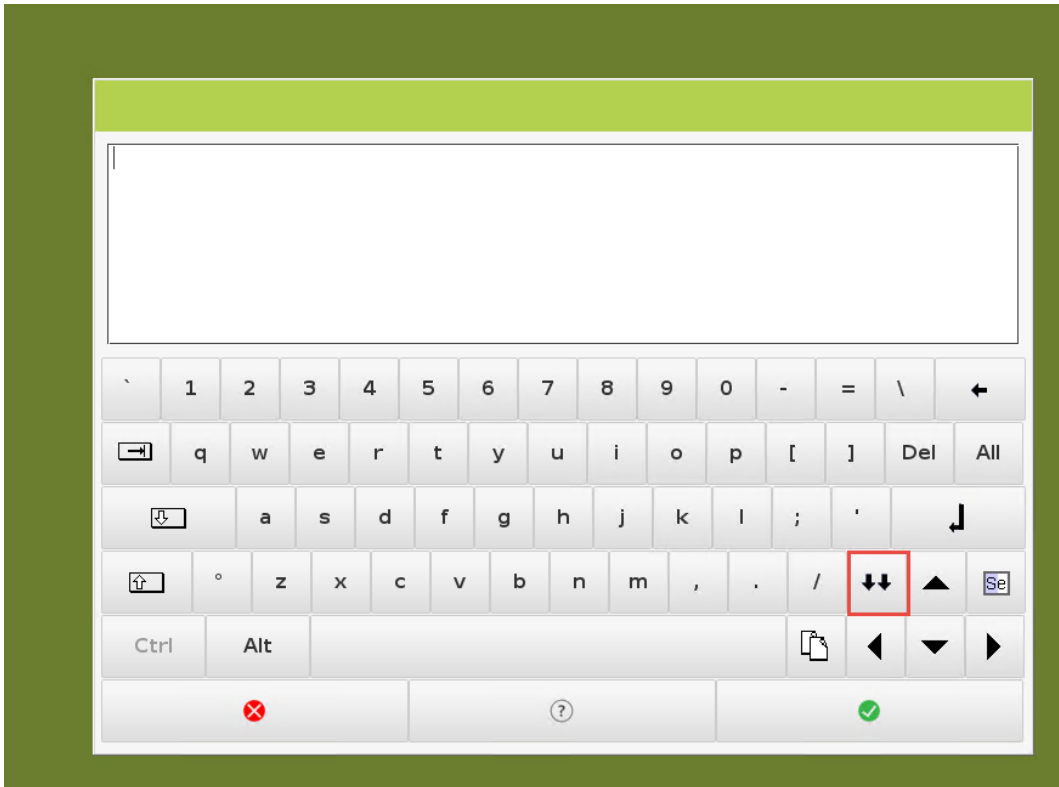 ` 1 2 3 4 5 6 7 8 9 0 - = \
q w e r t y u i o p [ ] Del All
a s d f g h j k l ; '
° z x c v b n m , . / Se
Ctrl Alt
?